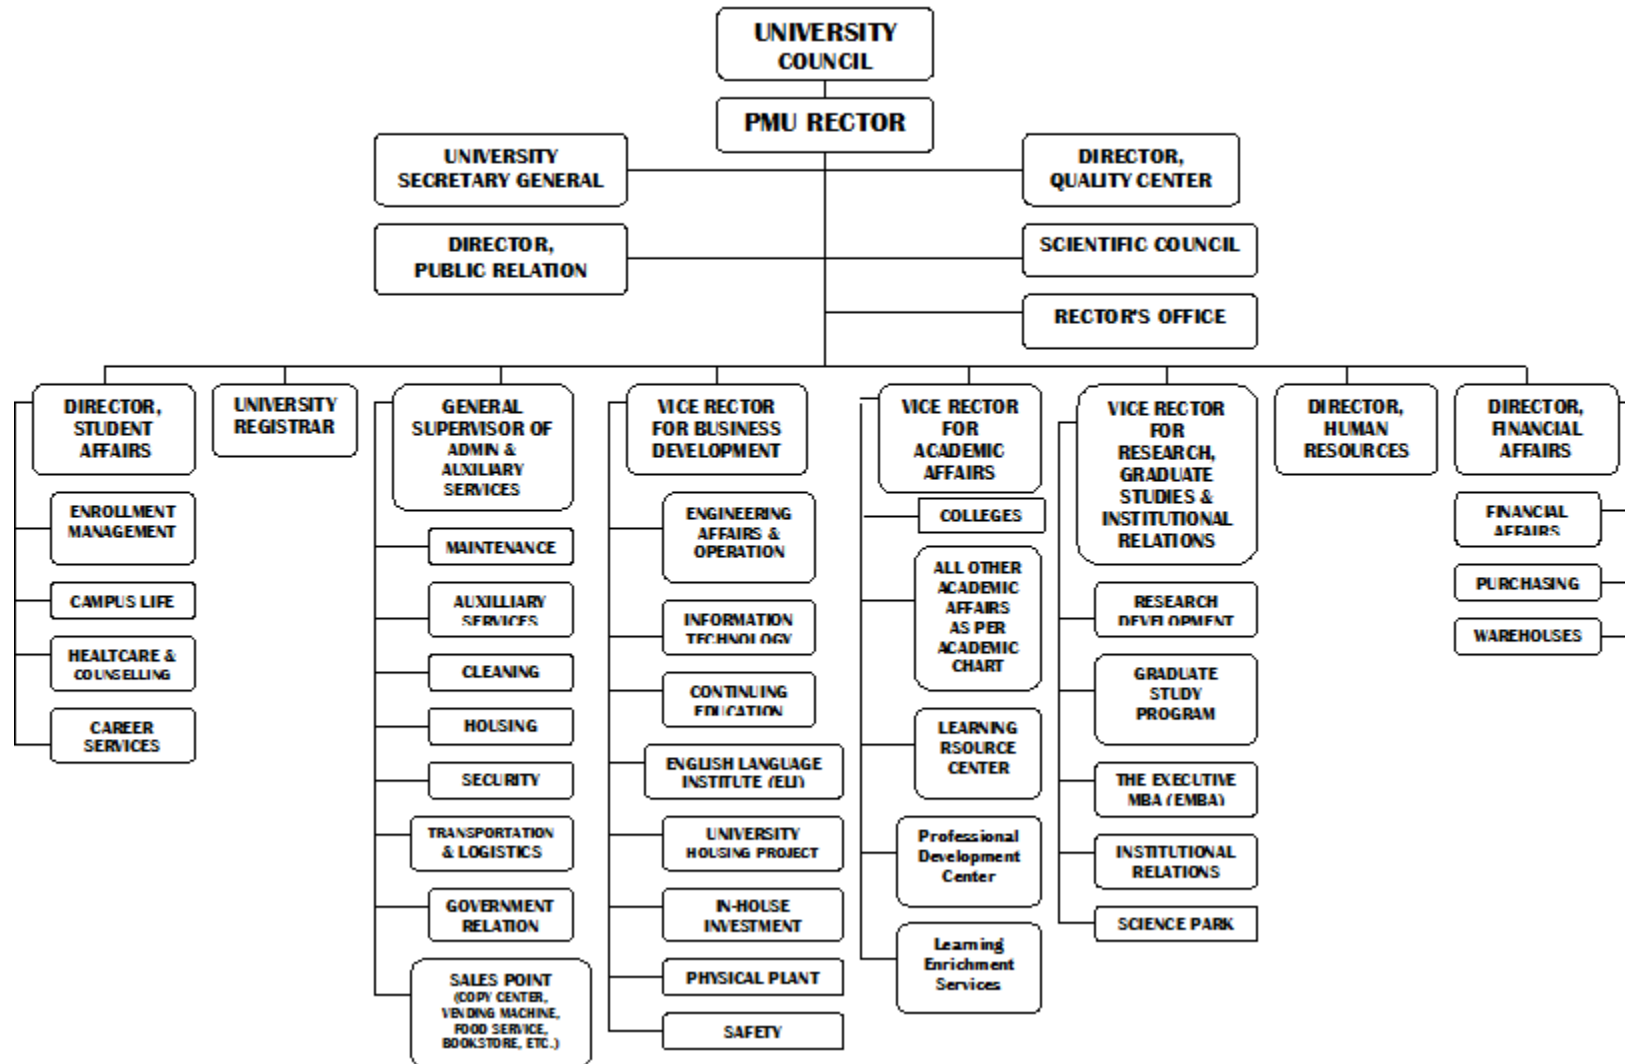 UNIVERSITY
COUNCIL
PMU RECTOR
UNIVERSITY
SECRETARY GENERAL
DIRECTOR,
QUALITY CENTER
DIRECTOR,
PUBLIC RELATION
SCIENTIFIC COUNCIL
RECTOR'S OFFICE
DIRECTOR,
STUDENT
AFFAIRS
ENROLLMENT
MANAGEMENT
CAMPUS LIFE
HEALTCARE &
COUNSELLING
CAREER
SERVICES
UNIVERSITY
REGISTRAR
GENERAL
SUPERVISOR OF
ADMIN &
AUXILIARY
SERVICES
MAINTENANCE
AUXILLIARY
SERVICES
CLEANING
HOUSING
SECURITY
TRANSPORTATION
& LOGISTICS
GOVERNMENT
RELATION
SALES POINT
(COPY CENTER,
VENDING MACHINE,
FOOD SERVICE,
BOOKSTORE, ETC.)
VICE RECTOR
FOR BUSINESS
DEVELOPMENT
ENGINEERING
AFFAIRS &
OPERATION
INFORMATION
TECHNOLOGY
CONTINUING
EDUCATION
ENGLISH LANGUAGE
INSTITUTE (ELI)
UNIVERSITY
HOUSING PROJECT
IN-HOUSE
INVESTMENT
PHYSICAL PLANT
SAFETY
VICE RECTOR
FOR
ACADEMIC
AFFAIRS
COLLEGES
ALL OTHER
ACADEMIC
AFFAIRS
AS PER
ACADEMIC
CHART
LEARNING
RSOURCE
CENTER
Professional
Development
Center
Learning
Enrichment
Services
VICE RECTOR
FOR
RESEARCH,
GRADUATE
STUDIES &
INSTITUTIONAL
RELATIONS
RESEARCH
DEVELOPMENT
GRADUATE
STUDY
PROGRAM
THE EXECUTIVE
MBA (EMBA)
INSTITUTIONAL
RELATIONS
SCIENCE PARK
DIRECTOR,
HUMAN
RESOURCES
DIRECTOR,
FINANCIAL
AFFAIRS
FINANCIAL
AFFAIRS
PURCHASING
WAREHOUSES